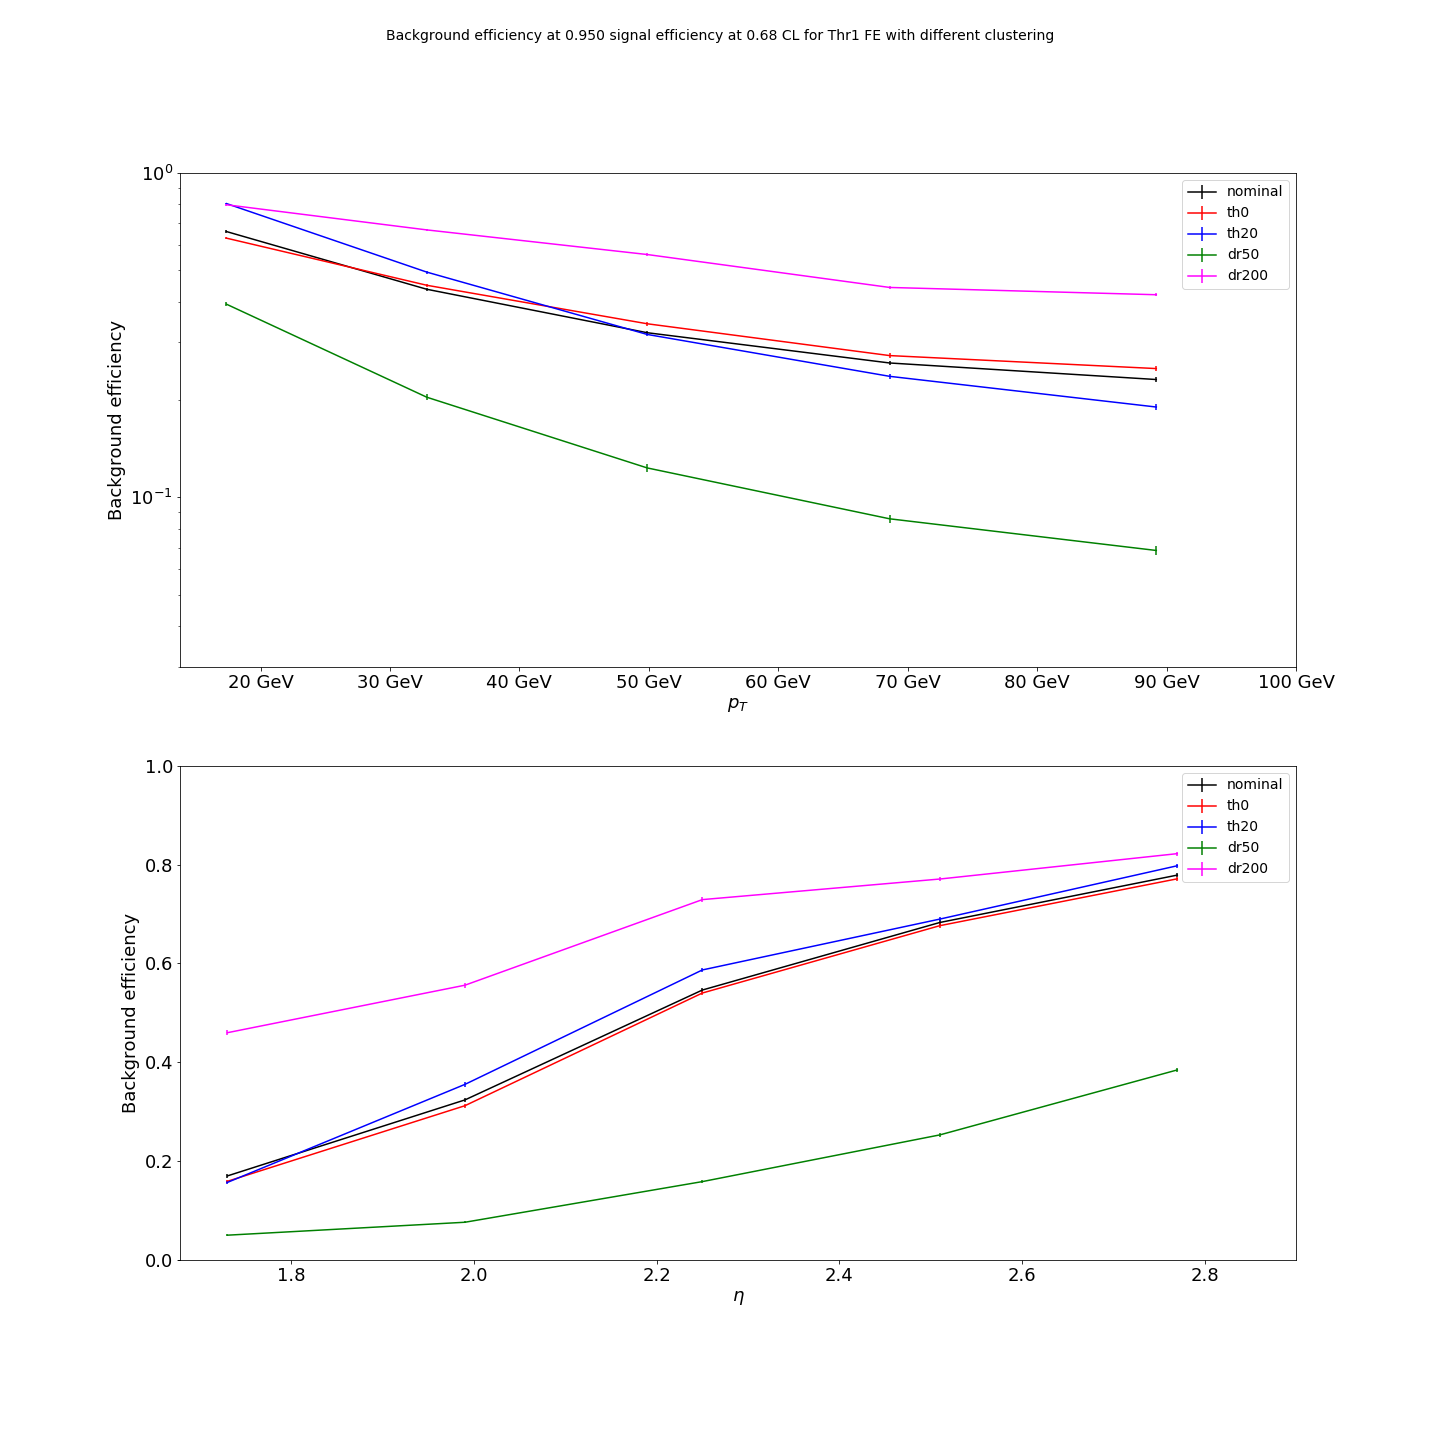 Background efficiency at 0.950 signal efficiency at 0.68 CL for Thr1 FE with different clustering
10⁰
10⁻¹
Background efficiency
nominal
th0
th20
dr50
dr200
20 GeV 30 GeV 40 GeV 50 GeV 60 GeV 70 GeV 80 GeV 90 GeV 100 GeV
p_T
1.0
0.8
0.6
0.4
0.2
0.0
Background efficiency
nominal
th0
th20
dr50
dr200
1.8 2.0 2.2 2.4 2.6 2.8
η